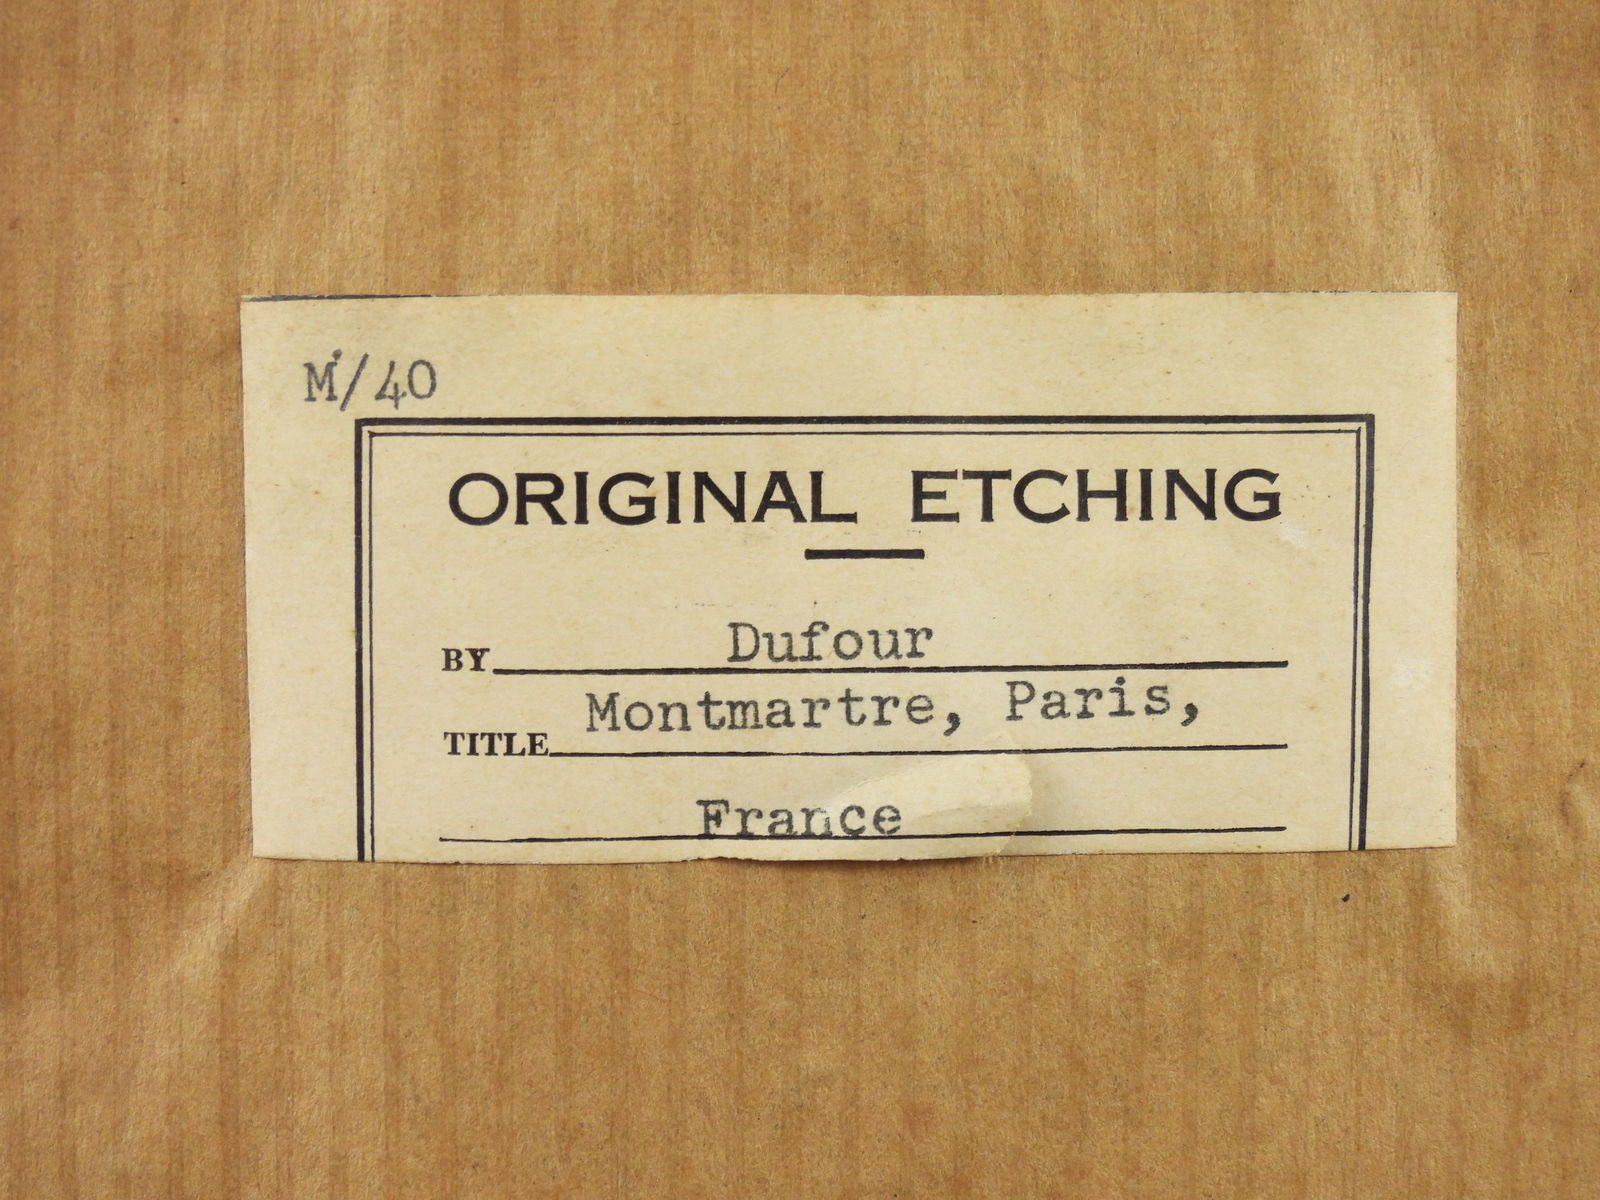 M/40
ORIGINAL ETCHING
BY Dufour
TITLE Montmartre, Paris,
France